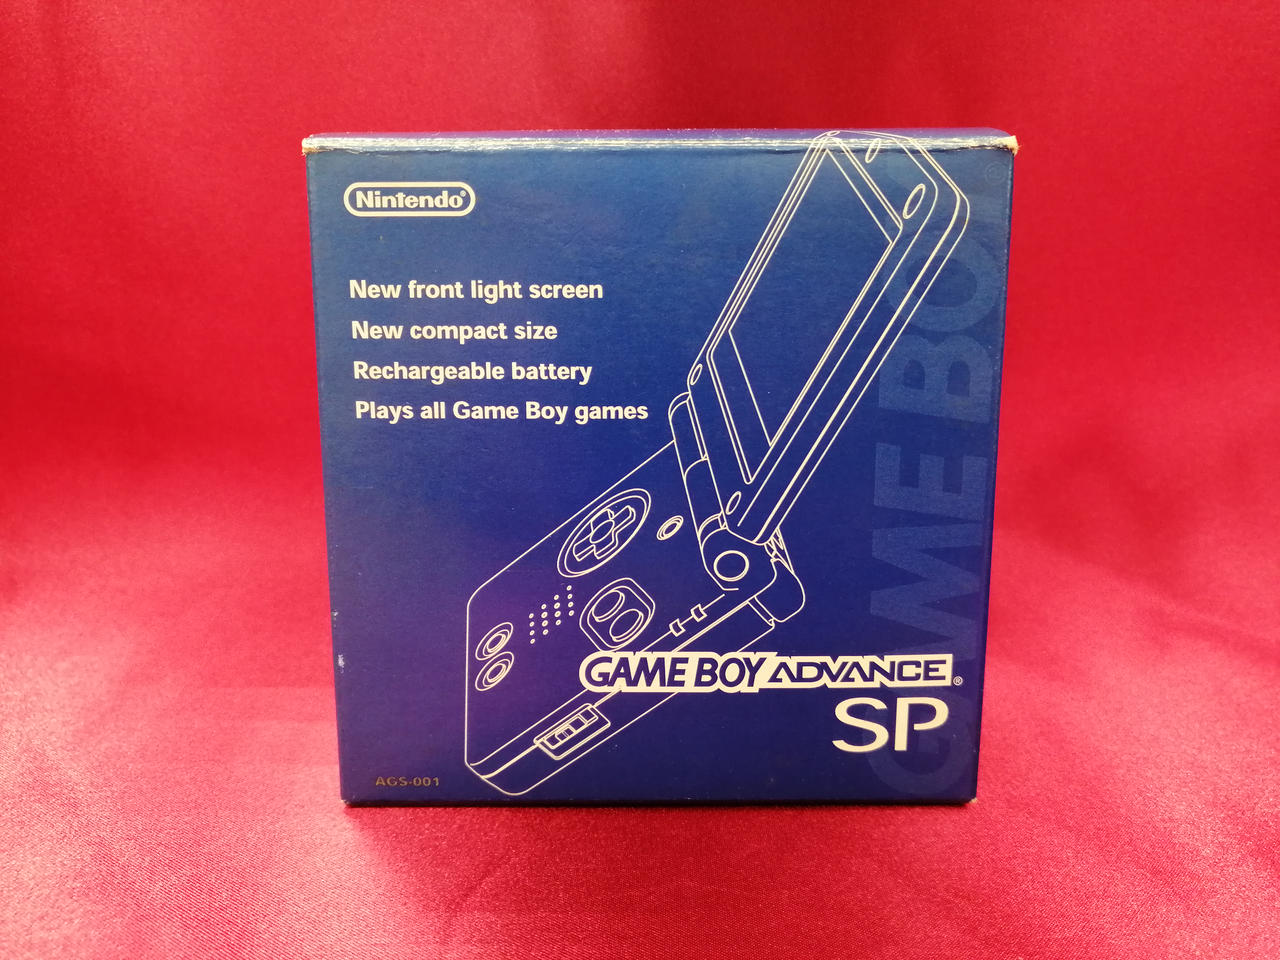 Nintendo®
New front light screen
New compact size
Rechargeable battery
Plays all Game Boy games
GAME BOY
GAME BOY ADVANCE®
SP
AGS-001